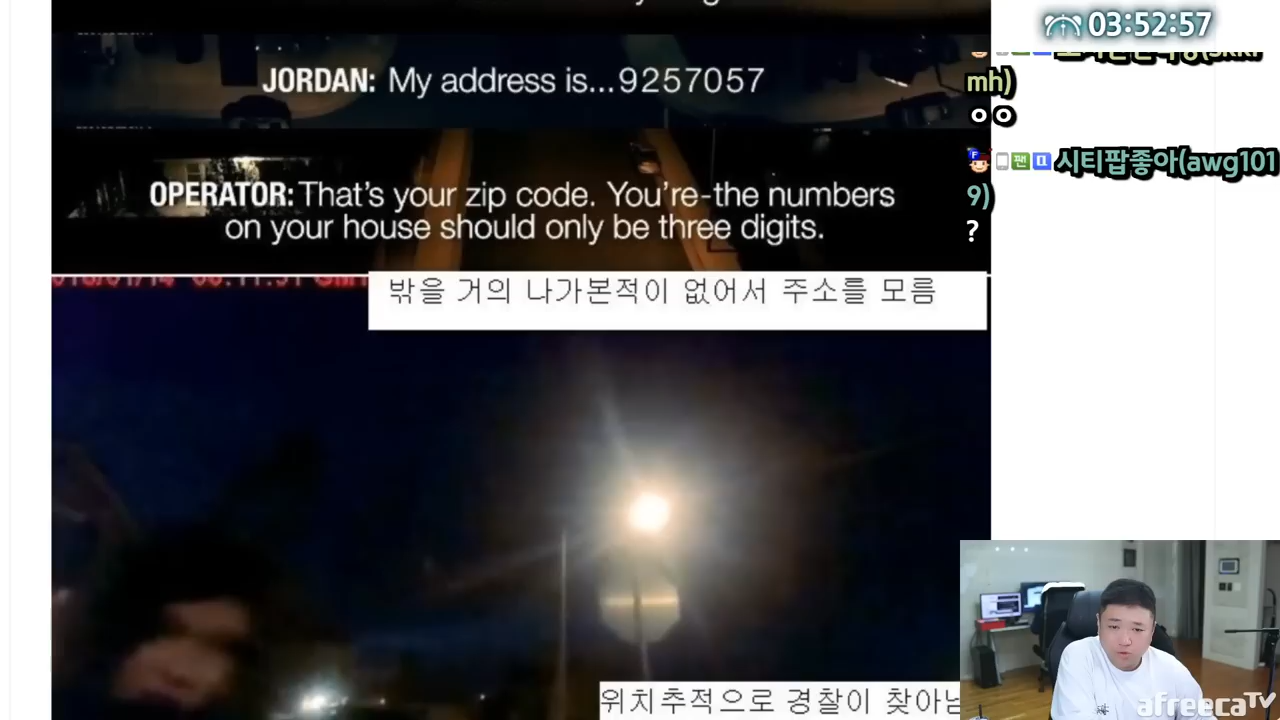 03:52:57
JORDAN: My address is...9257057
mh)
ㅇㅇ
OPERATOR: That's your zip code. You're-the numbers
on your house should only be three digits.
F 팬 시티팝좋아(awg101
9)
?
밖을 거의 나가본적이 없어서 주소를 모름
위치추적으로 경찰이 찾아
afreecaTV